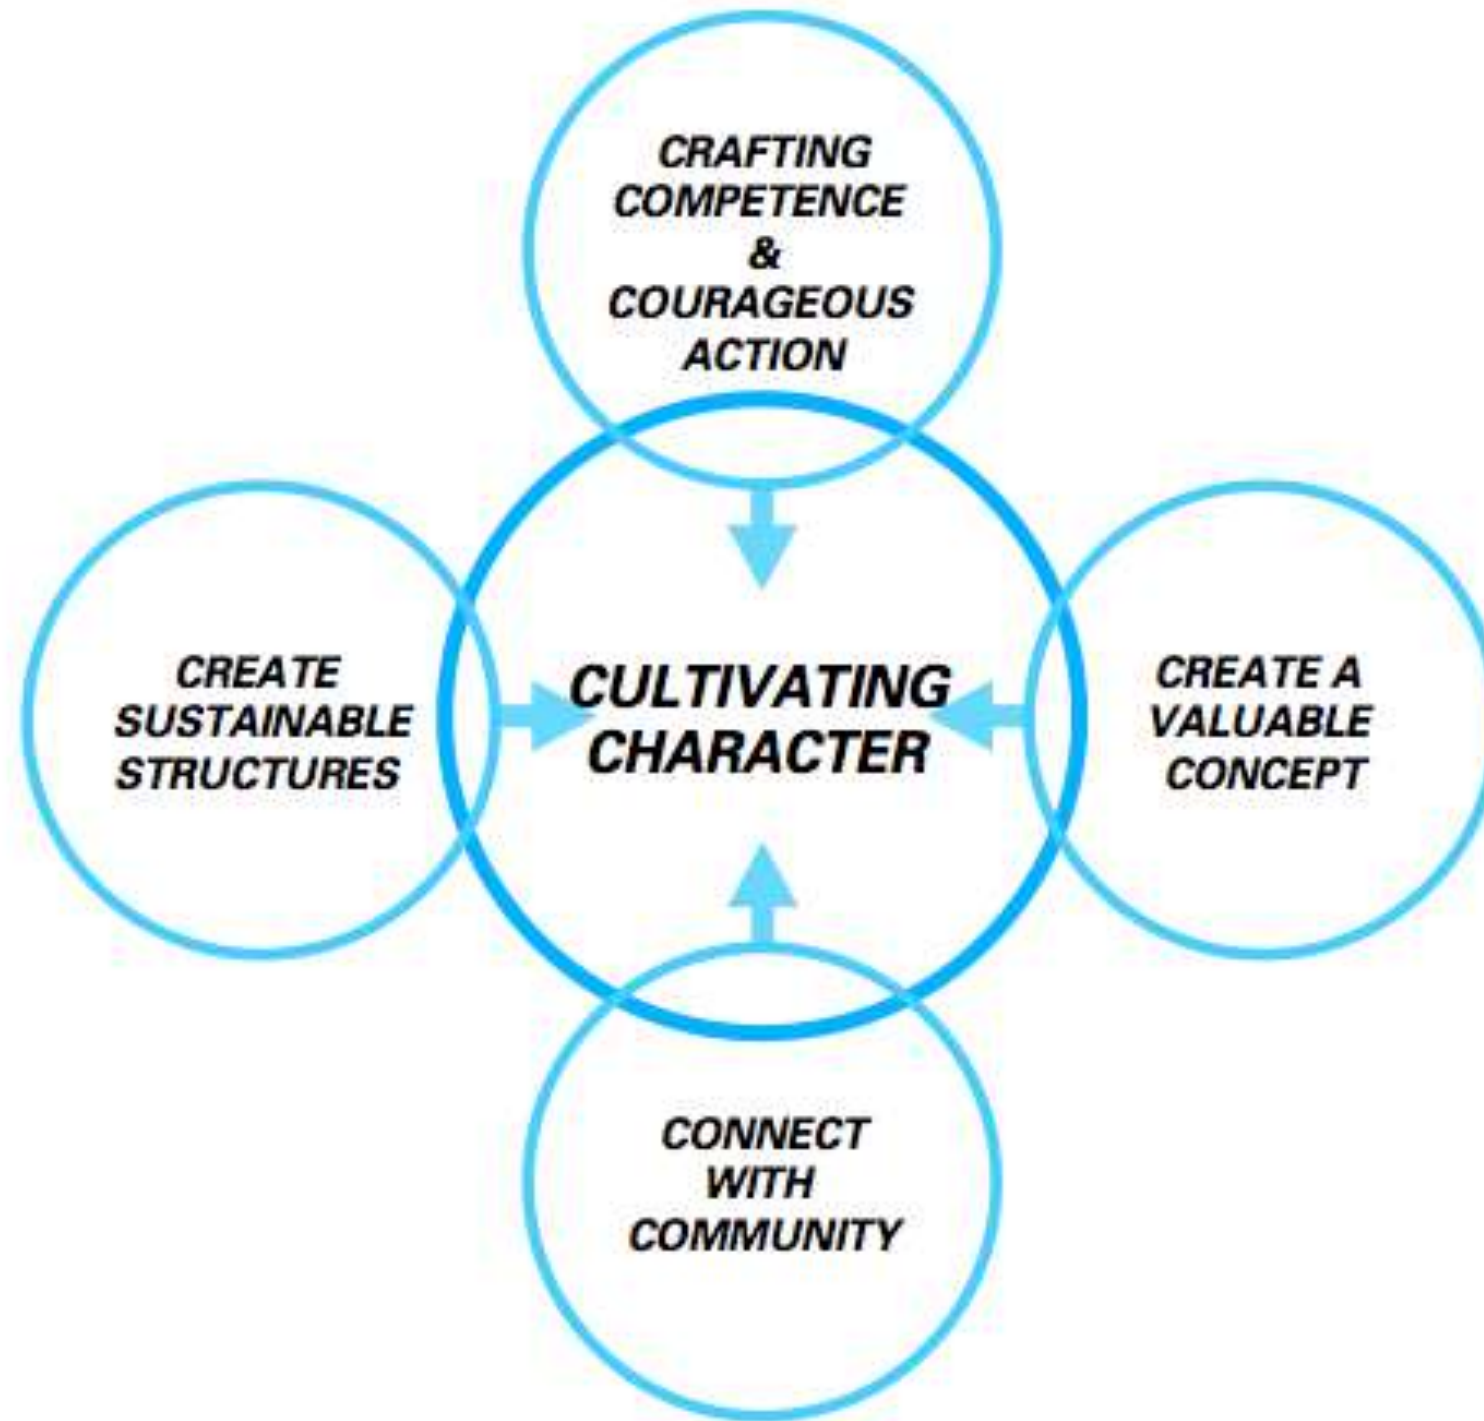 CRAFTING
COMPETENCE
&
COURAGEOUS
ACTION
CREATE
SUSTAINABLE
STRUCTURES
CULTIVATING
CHARACTER
CREATE A
VALUABLE
CONCEPT
CONNECT
WITH
COMMUNITY